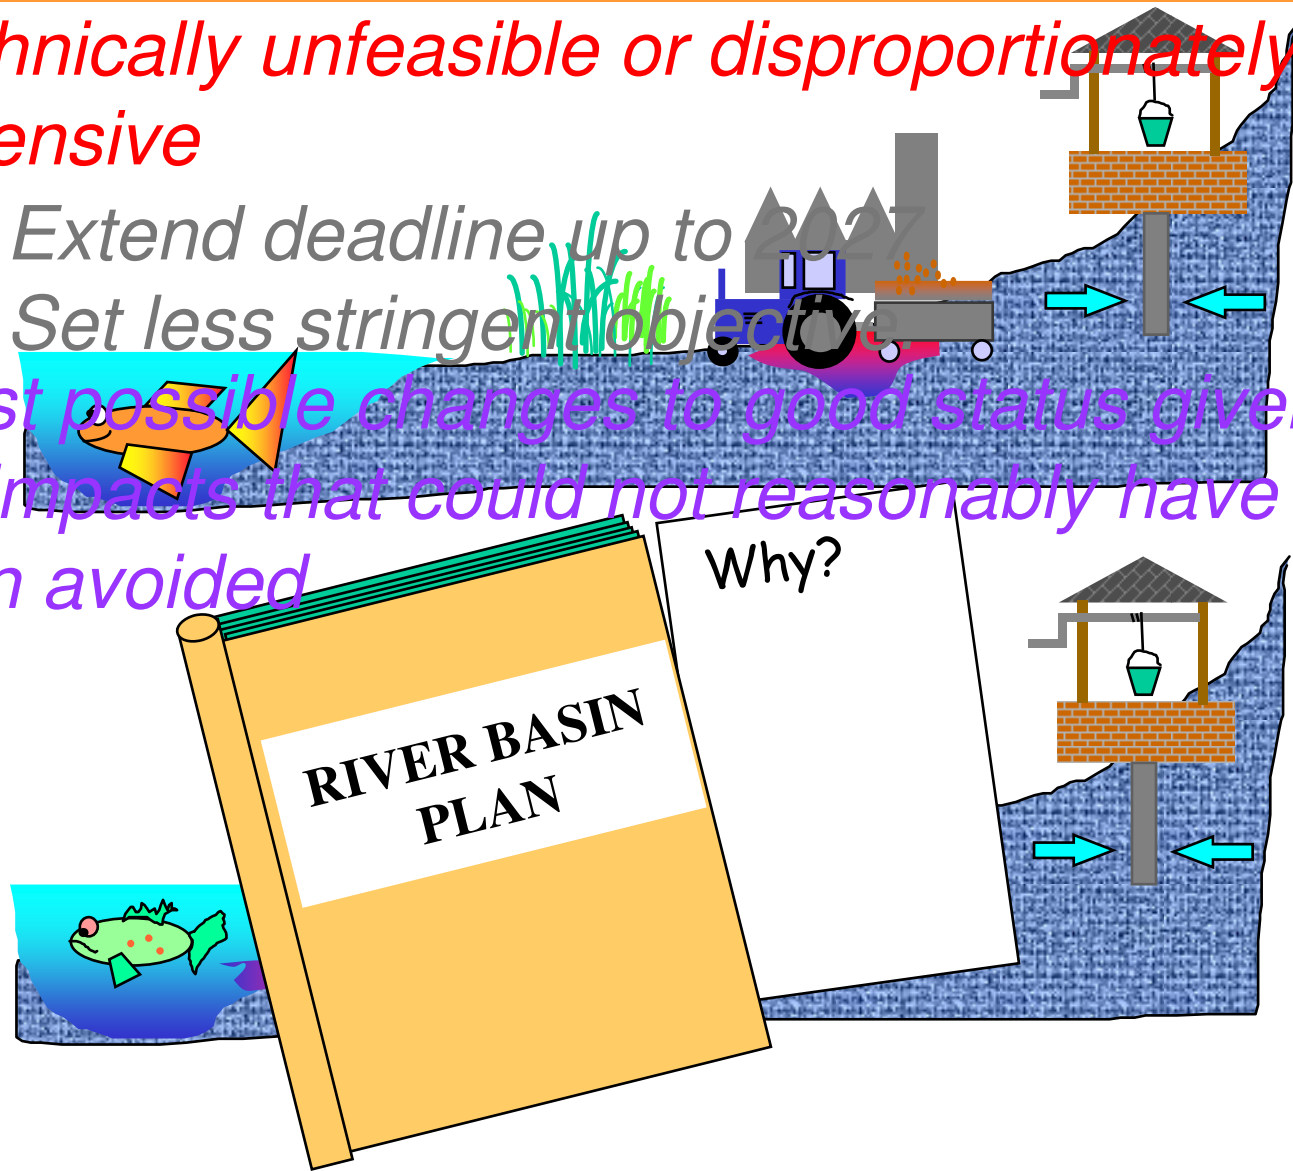 hnically unfeasible or disproportionately
ensive
Extend deadline up to 2027
Set less stringent objective,
st possible changes to good status given
impacts that could not reasonably have
n avoided
Why?
RIVER BASIN
PLAN